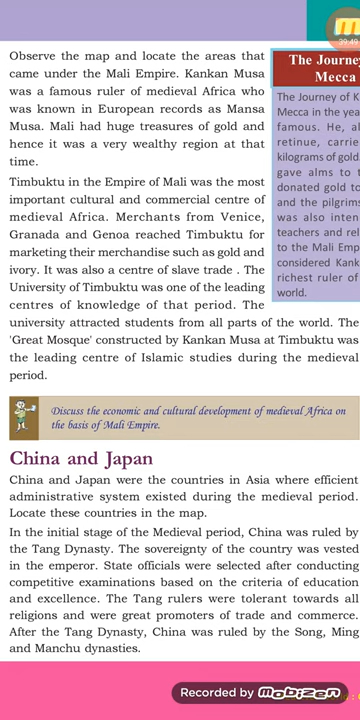 39:49
Observe the map and locate the areas that
came under the Mali Empire. Kankan Musa
was a famous ruler of medieval Africa who
was known in European records as Mansa
Musa. Mali had huge treasures of gold and
hence it was a very wealthy region at that
time.
Timbuktu in the Empire of Mali was the most
important cultural and commercial centre of
medieval Africa. Merchants from Venice,
Granada and Genoa reached Timbuktu for
marketing their merchandise such as gold and
ivory. It was also a centre of slave trade . The
University of Timbuktu was one of the leading
centres of knowledge of that period. The
university attracted students from all parts of the world. The
'Great Mosque' constructed by Kankan Musa at Timbuktu was
the leading centre of Islamic studies during the medieval
period.
The Journey
Mecca
The Journey of K
Mecca in the yea
famous. He, al
retinue, carrie
kilograms of gold.
gave alms to t
donated gold to
and the pilgrims
was also inten
teachers and rel
to the Mali Emp
considered Kank
richest ruler of
world.
Discuss the economic and cultural development of medieval Africa on
the basis of Mali Empire.
China and Japan
China and Japan were the countries in Asia where efficient
administrative system existed during the medieval period.
Locate these countries in the map.
In the initial stage of the Medieval period, China was ruled by
the Tang Dynasty. The sovereignty of the country was vested
in the emperor. State officials were selected after conducting
competitive examinations based on the criteria of education
and excellence. The Tang rulers were tolerant towards all
religions and were great promoters of trade and commerce.
After the Tang Dynasty, China was ruled by the Song, Ming
and Manchu dynasties.
Recorded by mobizen